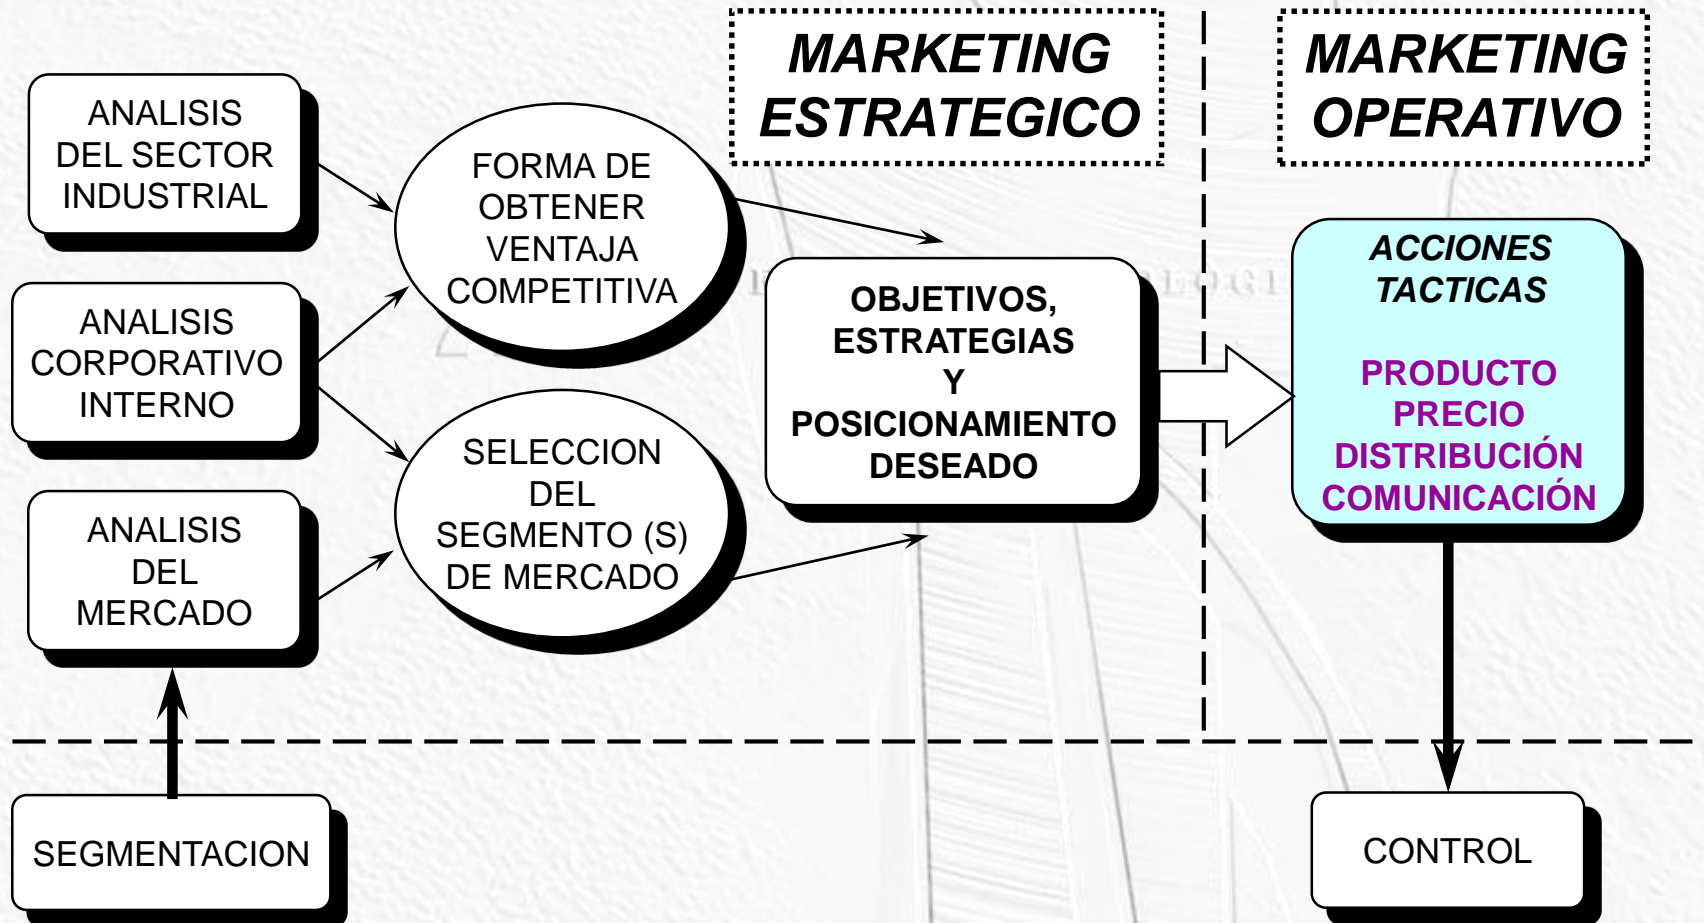 MARKETING
ESTRATEGICO
MARKETING
OPERATIVO
ANALISIS
DEL SECTOR
INDUSTRIAL
FORMA DE
OBTENER
VENTAJA
COMPETITIVA
ANALISIS
CORPORATIVO
INTERNO
OBJETIVOS,
ESTRATEGIAS
Y
POSICIONAMIENTO
DESEADO
ACCIONES
TACTICAS
PRODUCTO
PRECIO
DISTRIBUCIÓN
COMUNICACIÓN
SELECCION
DEL
SEGMENTO (S)
DE MERCADO
ANALISIS
DEL
MERCADO
SEGMENTACION
CONTROL